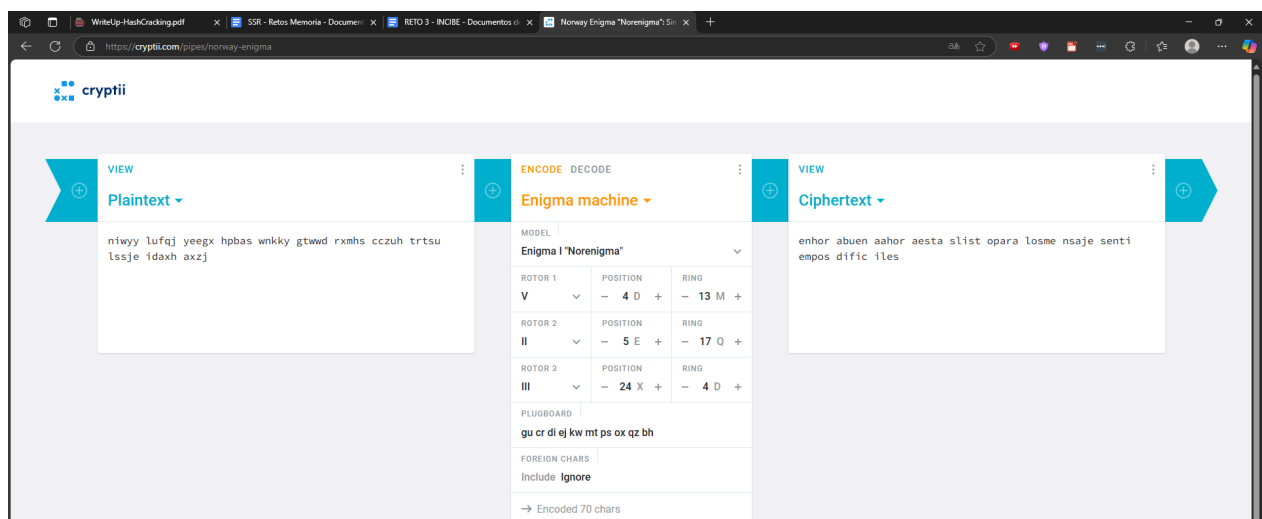 WriteUp-HashCracking.pdf
SSR - Retos Memoria - Document
RETO 3 - INCIBE - Documentos d
Norway Enigma "Norenigma": Sin
https://cryptii.com/pipes/norway-enigma
cryptii
VIEW
Plaintext
niwyy lufqj yeegx hpbas wnkky gtwwd rxmhs cczuh trtsu
lssje idaxh axzj
ENCODE DECODE
Enigma machine
MODEL
Enigma I "Norenigma"
ROTOR 1 POSITION RING
V − 4 D + − 13 M +
ROTOR 2 POSITION RING
II − 5 E + − 17 Q +
ROTOR 3 POSITION RING
III − 24 X + − 4 D +
PLUGBOARD
gu cr di ej kw mt ps ox qz bh
FOREIGN CHARS
Include Ignore
→ Encoded 70 chars
VIEW
Ciphertext
enhor abuen aahor aesta slist opara losme nsaje senti
empos dific iles